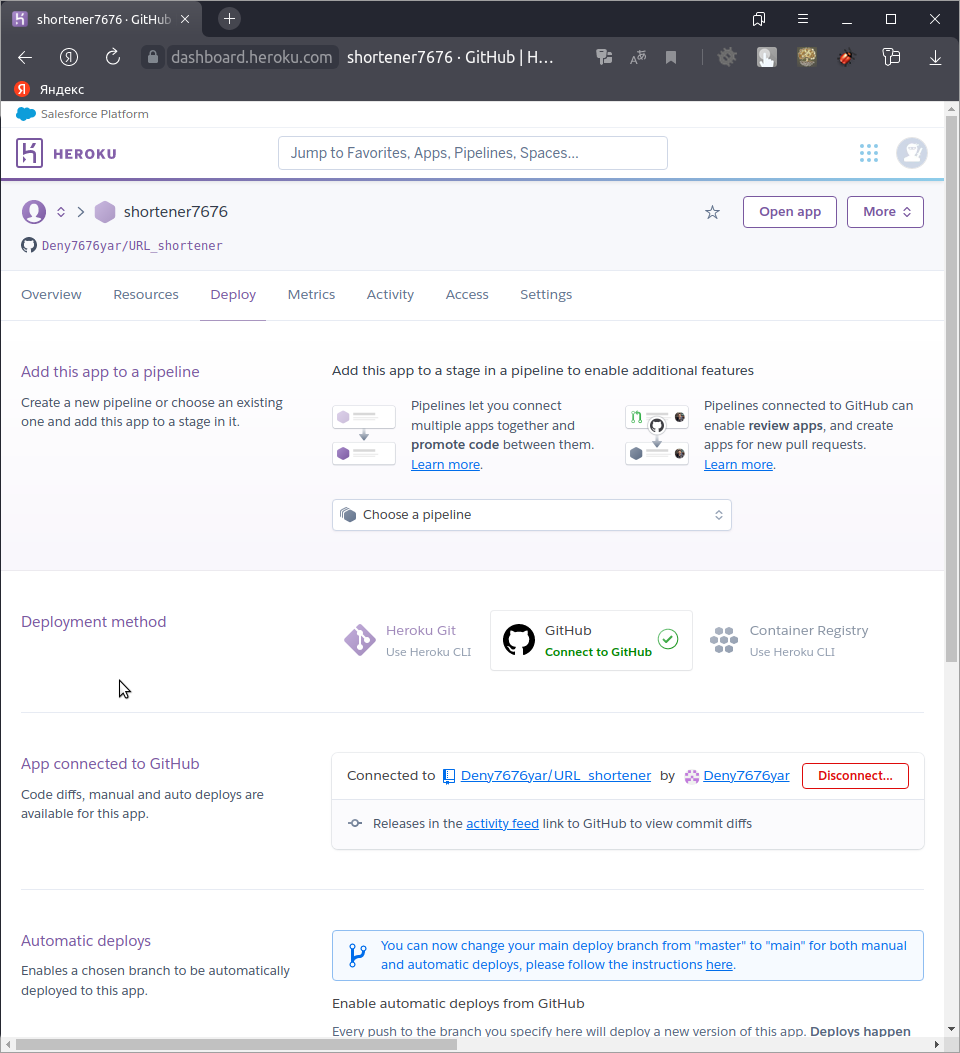 shortener7676 · GitHub
dashboard.heroku.com shortener7676 · GitHub | H...
Я Яндекс
Salesforce Platform
HEROKU
Jump to Favorites, Apps, Pipelines, Spaces...
shortener7676
Open app
More
Deny7676yar/URL_shortener
Overview
Resources
Deploy
Metrics
Activity
Access
Settings
Add this app to a pipeline
Create a new pipeline or choose an existing
one and add this app to a stage in it.
Add this app to a stage in a pipeline to enable additional features
Pipelines let you connect
multiple apps together and
promote code between them.
Learn more.
Pipelines connected to GitHub can
enable review apps, and create
apps for new pull requests.
Learn more.
Choose a pipeline
Deployment method
Heroku Git
Use Heroku CLI
GitHub
Connect to GitHub
Container Registry
Use Heroku CLI
App connected to GitHub
Code diffs, manual and auto deploys are
available for this app.
Connected to Deny7676yar/URL_shortener by Deny7676yar
Disconnect...
Releases in the activity feed link to GitHub to view commit diffs
Automatic deploys
Enables a chosen branch to be automatically
deployed to this app.
You can now change your main deploy branch from "master" to "main" for both manual
and automatic deploys, please follow the instructions here.
Enable automatic deploys from GitHub
Every push to the branch you specify here will deploy a new version of this app. Deploys happen